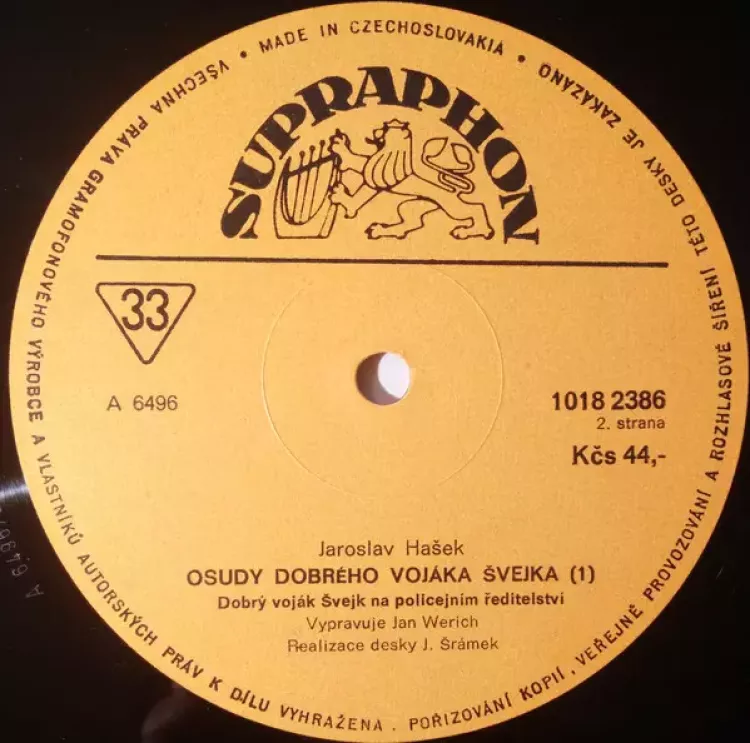 VŠECHNA PRÁVA GRAMOFONOVÉHO VÝROBCE A VLASTNÍKŮ AUTORSKÝCH PRÁV K DÍLU VYHRAŽENA . POŘIZOVÁNÍ KOPIÍ , VEŘEJNÉ PROVOZOVÁNÍ A ROZHLASOVÉ ŠÍŘENÍ TÉTO DESKY JE ZAKÁZÁNO
• MADE IN CZECHOSLOVAKIA •
SUPRAPHON
33
A 6496
1018 2386
2. strana
Kčs 44,-
Jaroslav Hašek
OSUDY DOBRÉHO VOJÁKA ŠVEJKA (1)
Dobrý voják Švejk na policejním ředitelství
Vypravuje Jan Werich
Realizace desky J. Šrámek